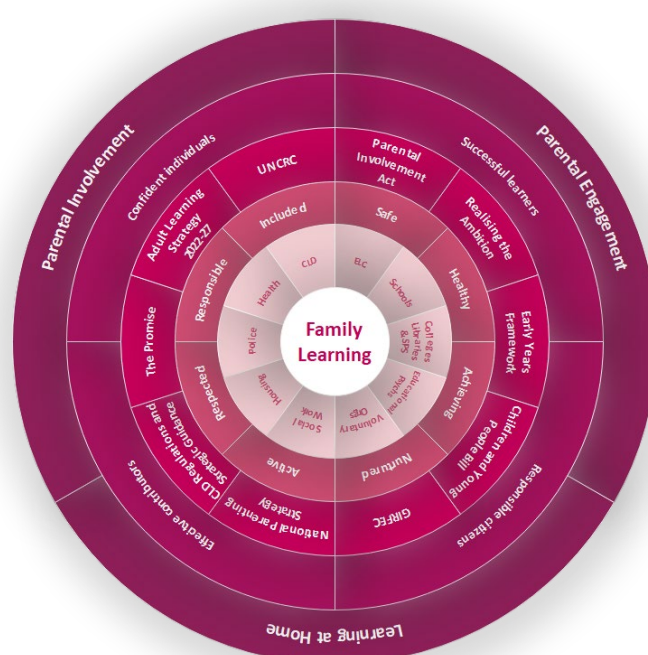 Family
Learning
ELC
Schools
Colleges
Libraries
& SPS
Educational
Psychs
Voluntary
Orgs
Social
Work
Housing
Police
Health
CLD
Safe
Healthy
Achieving
Nurtured
Active
Respected
Responsible
Included
Parental
Involvement
Act
Realising the
Ambition
Early Years
Framework
Children and Young
People Bill
GIRFEC
National Parenting
Strategy
CLD Regulations and
Strategic Guidance
The Promise
Adult Learning
Strategy
2022-27
UNCRC
Successful learners
Responsible citizens
Effective contributors
Confident individuals
Parental Engagement
Learning at Home
Parental Involvement